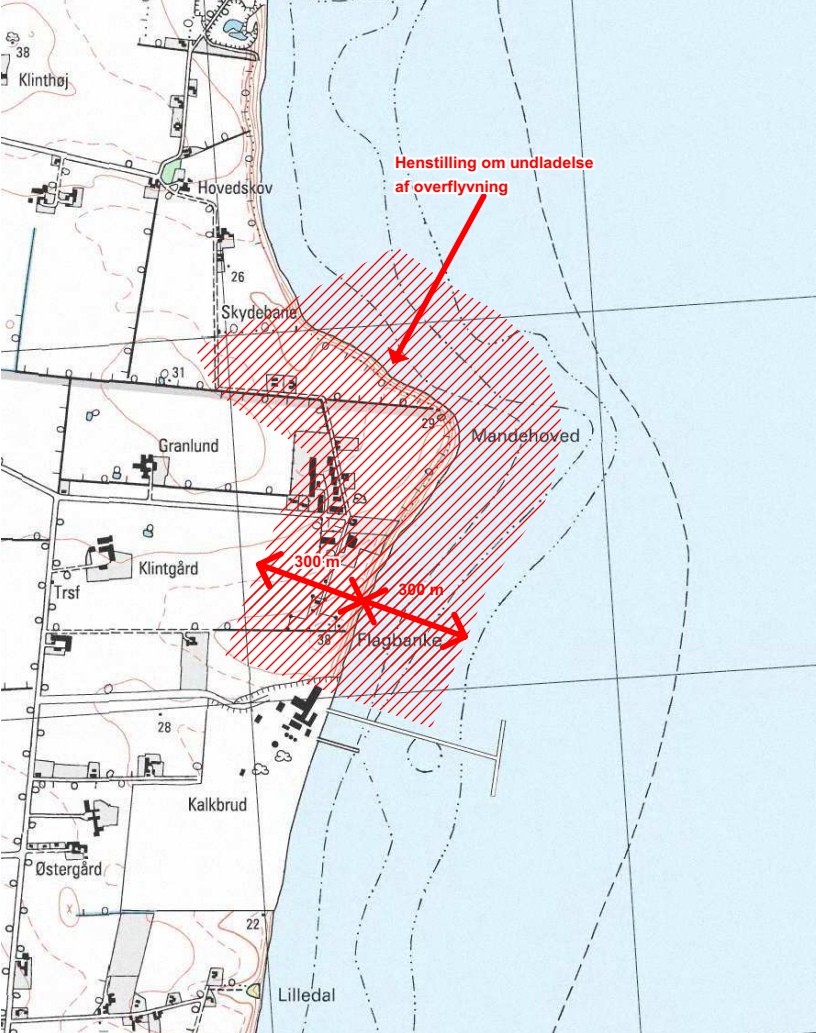 38
Klinthøj
Henstilling om undladelse
af overflyvning
Hovedskov
26
Skydebane
31
29
Mandehoved
Granlund
300 m
Klintgård
300 m
Trsf
38
Flagbanke
28
Kalkbrud
Østergård
x
22
Lilledal